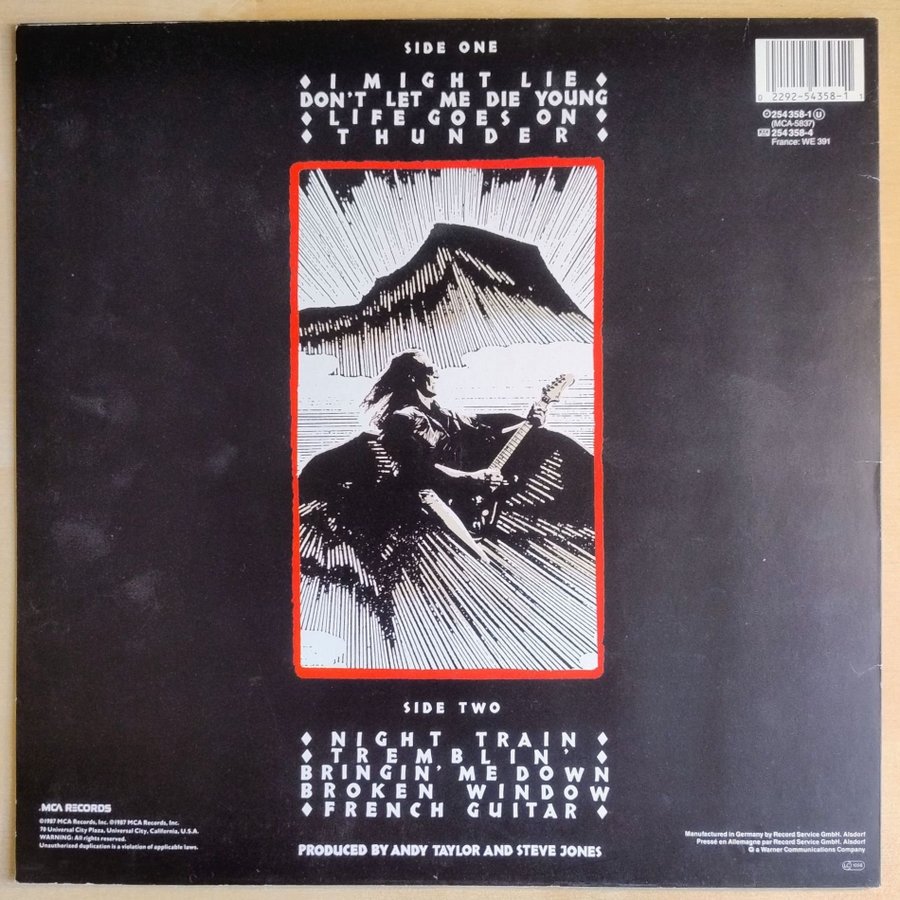 SIDE ONE
I MIGHT LIE
DON'T LET ME DIE YOUNG
LIFE GOES ON
THUNDER
0 2292-54358-1 1
℗ 254 358-1 Ⓤ
(MCA-5837)
254 358-4
France: WE 391
SIDE TWO
NIGHT TRAIN
TREMBLIN'
BRINGIN' ME DOWN
BROKEN WINDOW
FRENCH GUITAR
PRODUCED BY ANDY TAYLOR AND STEVE JONES
.MCA RECORDS
©1987 MCA Records, Inc. ℗1987 MCA Records, Inc.
70 Universal City Plaza, Universal City, California, U.S.A.
WARNING: All rights reserved.
Unauthorized duplication is a violation of applicable laws.
Manufactured in Germany by Record Service GmbH, Alsdorf
Pressé en Allemagne par Record Service GmbH, Alsdorf
a Warner Communications Company
LC 1056